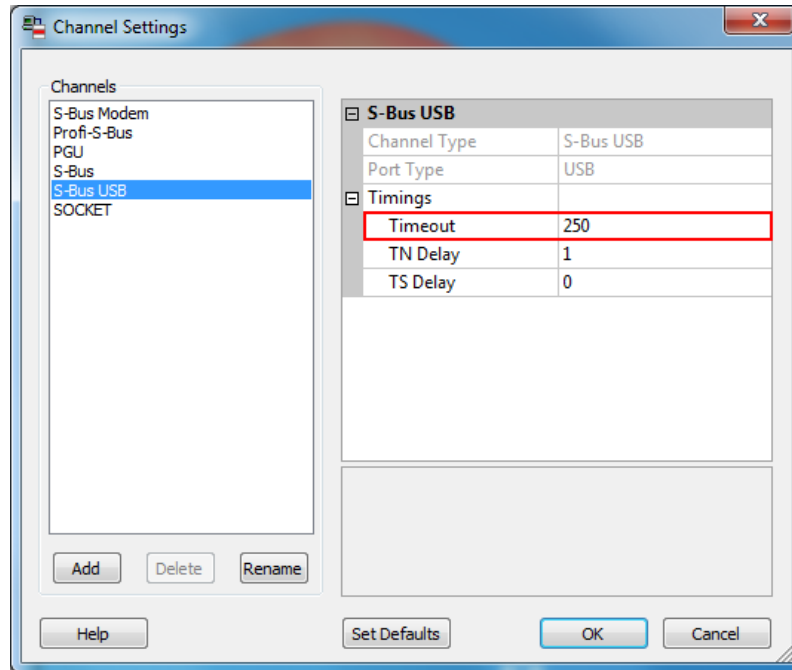 Channel Settings
Channels
S-Bus Modem
Profi-S-Bus
PGU
S-Bus
S-Bus USB
SOCKET
S-Bus USB
Channel Type S-Bus USB
Port Type USB
Timings
Timeout 250
TN Delay 1
TS Delay 0
Add Delete Rename
Help Set Defaults OK Cancel